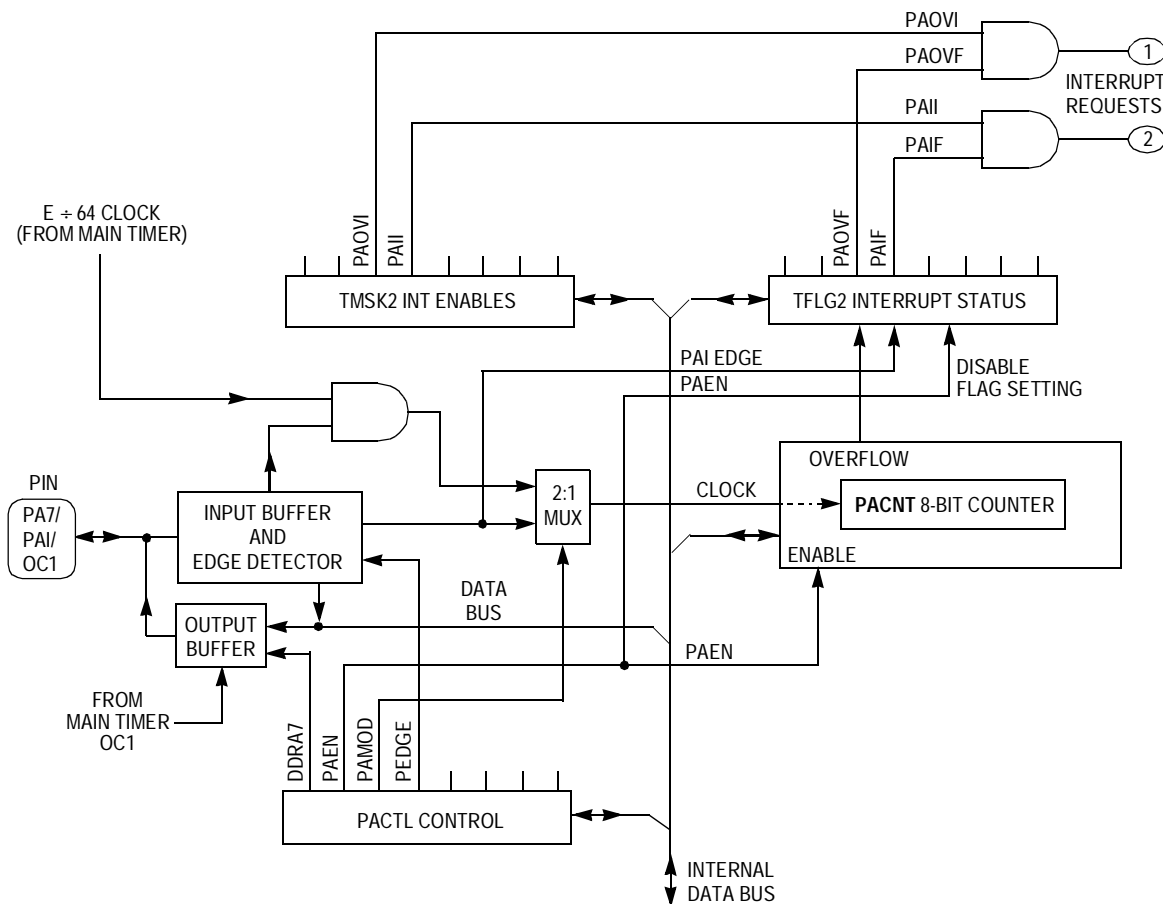 PAOVI
1
PAOVF
INTERRUPT
REQUESTS
PAII
PAIF
2
E ÷ 64 CLOCK
(FROM MAIN TIMER)
PAOVI
PAII
PAOVF
PAIF
TMSK2 INT ENABLES
TFLG2 INTERRUPT STATUS
PAI EDGE
PAEN
DISABLE
FLAG SETTING
OVERFLOW
PIN
PA7/
PAI/
OC1
INPUT BUFFER
AND
EDGE DETECTOR
2:1
MUX
CLOCK
PACNT 8-BIT COUNTER
ENABLE
DATA
BUS
OUTPUT
BUFFER
PAEN
FROM
MAIN TIMER
OC1
DDRA7
PAEN
PAMOD
PEDGE
PACTL CONTROL
INTERNAL
DATA BUS